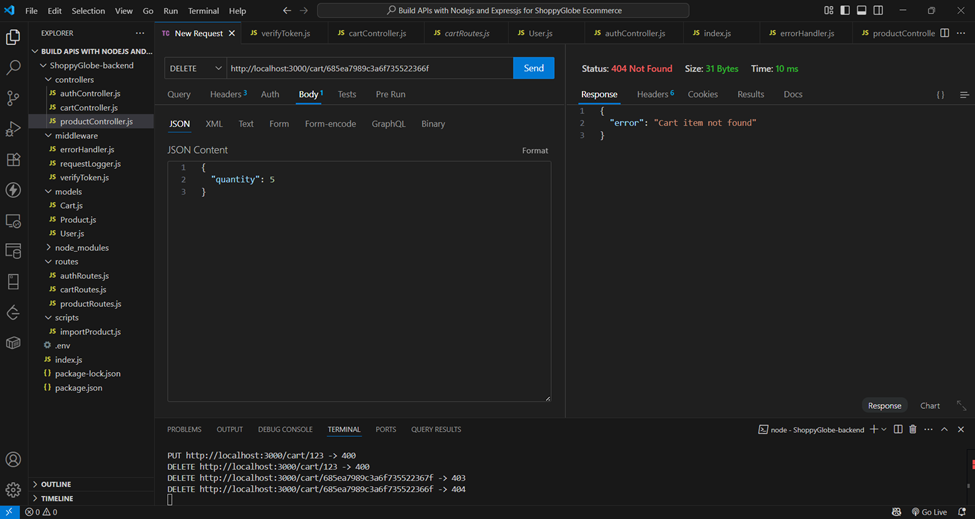 File Edit Selection View Go Run Terminal Help
Build APIs with Nodejs and Expressjs for ShoppyGlobe Ecommerce
EXPLORER
BUILD APIS WITH NODEJS AND...
ShoppyGlobe-backend
controllers
JS authController.js
JS cartController.js
JS productController.js
middleware
JS errorHandler.js
JS requestLogger.js
JS verifyToken.js
models
JS Cart.js
JS Product.js
JS User.js
node_modules
routes
JS authRoutes.js
JS cartRoutes.js
JS productRoutes.js
scripts
JS importProduct.js
.env
JS index.js
{} package-lock.json
{} package.json
OUTLINE
TIMELINE
TC New Request JS verifyToken.js JS cartController.js JS cartRoutes.js JS User.js JS authController.js JS index.js JS errorHandler.js JS productControlle
DELETE http://localhost:3000/cart/685ea7989c3a6f735522366f Send
Query Headers 3 Auth Body 1 Tests Pre Run
JSON XML Text Form Form-encode GraphQL Binary
JSON Content Format
1 {
2 "quantity": 5
3 }
Status: 404 Not Found Size: 31 Bytes Time: 10 ms
Response Headers 6 Cookies Results Docs {}
1 {
2 "error": "Cart item not found"
3 }
Response Chart
PROBLEMS OUTPUT DEBUG CONSOLE TERMINAL PORTS QUERY RESULTS
node - ShoppyGlobe-backend
PUT http://localhost:3000/cart/123 -> 400
DELETE http://localhost:3000/cart/123 -> 400
DELETE http://localhost:3000/cart/685ea7989c3a6f735522367f -> 403
DELETE http://localhost:3000/cart/685ea7989c3a6f735522366f -> 404
0 0 Go Live